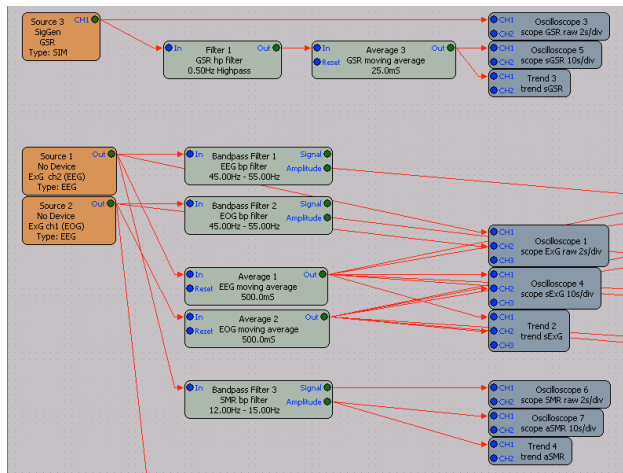 Source 3
SigGen
GSR
Type: SIM
CH1
In
Filter 1
Out
GSR hp filter
0.50Hz Highpass
In
Average 3
Out
GSR moving average
Reset
25.0mS
CH1
Oscilloscope 3
CH2
scope GSR raw 2s/div
CH1
Oscilloscope 5
CH2
scope sGSR 10s/div
CH1
Trend 3
CH2
trend sGSR
Source 1
Out
No Device
ExG ch2 (EEG)
Type: EEG
Source 2
Out
No Device
ExG ch1 (EOG)
Type: EEG
In
Bandpass Filter 1
Signal
EEG bp filter
Amplitude
45.00Hz - 55.00Hz
In
Bandpass Filter 2
Signal
EOG bp filter
Amplitude
45.00Hz - 55.00Hz
In
Average 1
Out
Reset
EEG moving average
500.0mS
In
Average 2
Out
Reset
EOG moving average
500.0mS
In
Bandpass Filter 3
Signal
SMR bp filter
Amplitude
12.00Hz - 15.00Hz
CH1
Oscilloscope 1
CH2
scope ExG raw 2s/div
CH3
CH1
Oscilloscope 4
CH2
scope sExG 10s/div
CH3
CH1
Trend 2
CH2
trend sExG
CH3
CH1
Oscilloscope 6
CH2
scope SMR raw 2s/div
CH1
Oscilloscope 7
CH2
scope aSMR 10s/div
CH1
Trend 4
CH2
trend aSMR